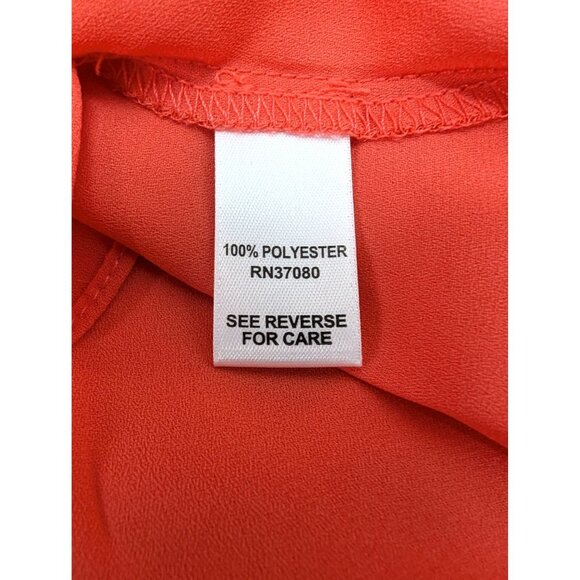 100% POLYESTER
RN37080
SEE REVERSE
FOR CARE